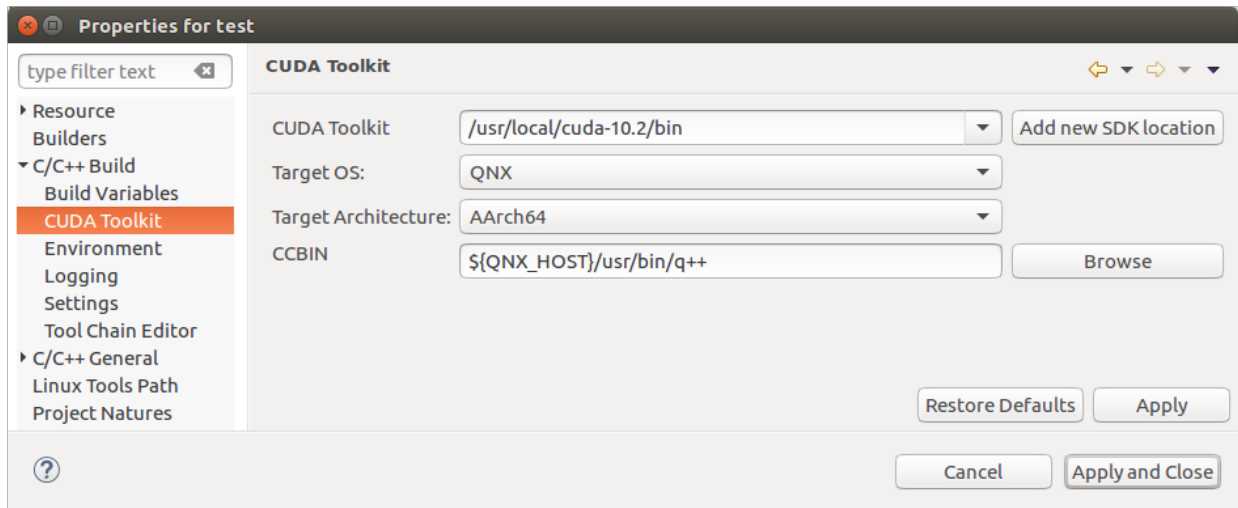 Properties for test
type filter text
Resource
Builders
C/C++ Build
Build Variables
CUDA Toolkit
Environment
Logging
Settings
Tool Chain Editor
C/C++ General
Linux Tools Path
Project Natures
CUDA Toolkit
CUDA Toolkit /usr/local/cuda-10.2/bin Add new SDK location
Target OS: QNX
Target Architecture: AArch64
CCBIN ${QNX_HOST}/usr/bin/q++ Browse
Restore Defaults Apply
? Cancel Apply and Close